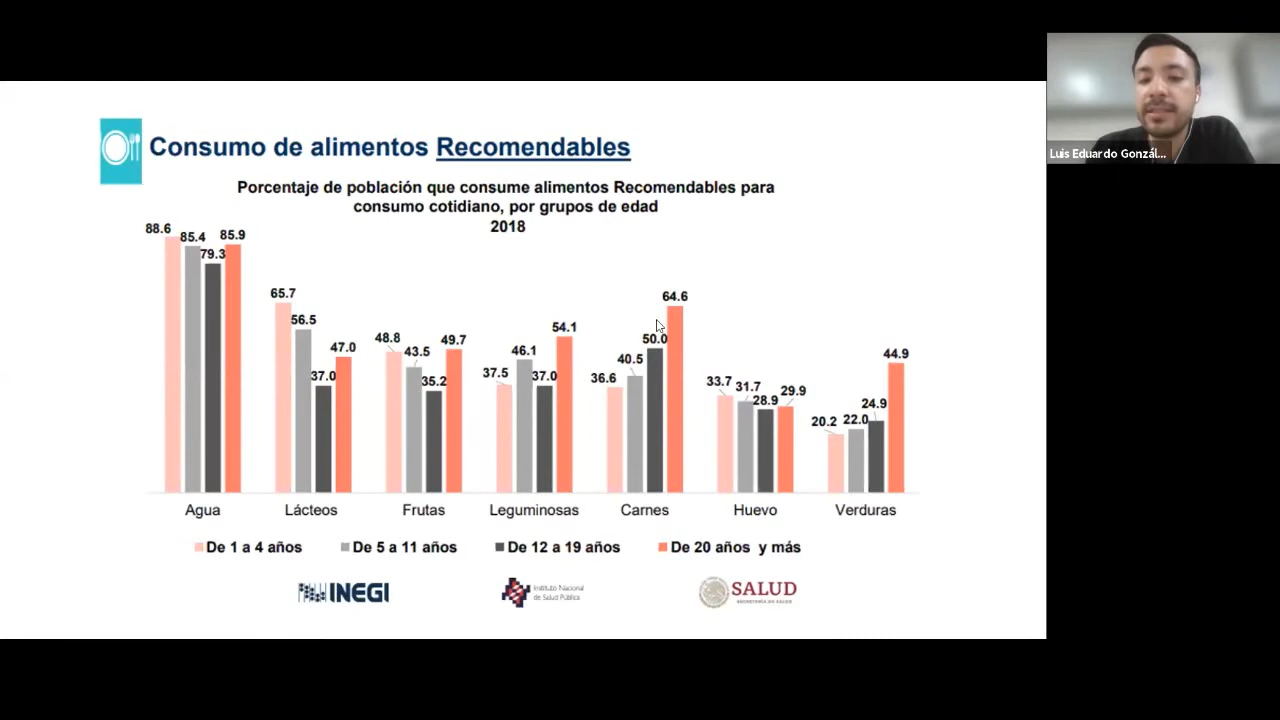 Consumo de alimentos Recomendables
Porcentaje de población que consume alimentos Recomendables para
consumo cotidiano, por grupos de edad
2018
88.6 85.4 79.3 85.9
65.7 56.5 37.0 47.0
48.8 43.5 35.2 49.7
37.5 46.1 37.0 54.1
36.6 40.5 50.0 64.6
33.7 31.7 28.9 29.9
20.2 22.0 24.9 44.9
Agua Lácteos Frutas Leguminosas Carnes Huevo Verduras
De 1 a 4 años De 5 a 11 años De 12 a 19 años De 20 años y más
INEGI
Instituto Nacional
de Salud Pública
SALUD
SECRETARÍA DE SALUD
Luis Eduardo Gonzál...